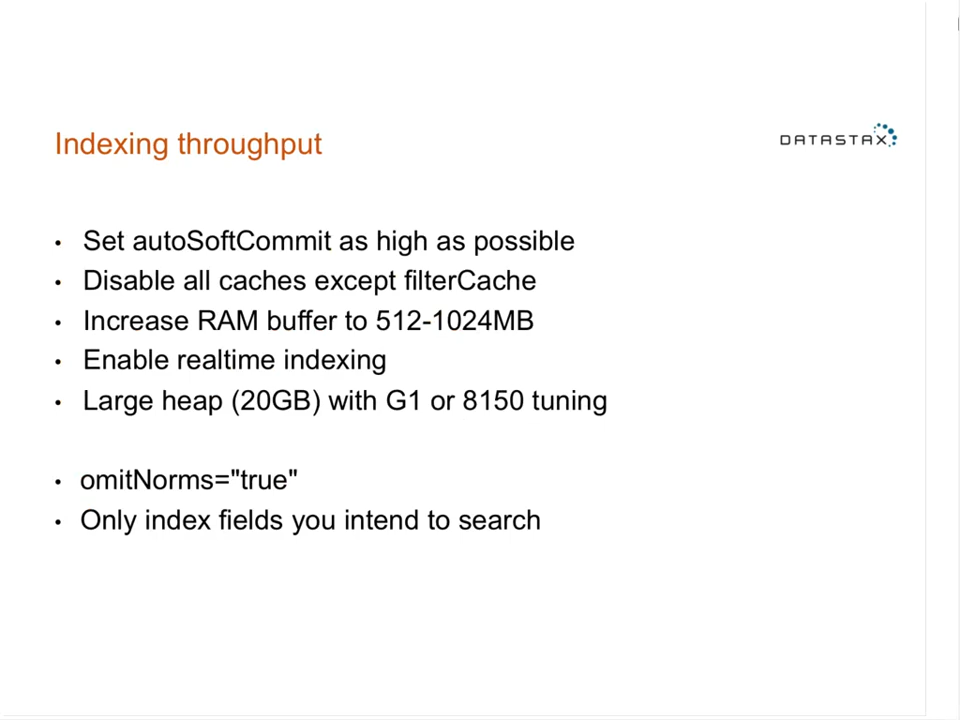 Indexing throughput
DATASTAX
• Set autoSoftCommit as high as possible
• Disable all caches except filterCache
• Increase RAM buffer to 512-1024MB
• Enable realtime indexing
• Large heap (20GB) with G1 or 8150 tuning
• omitNorms="true"
• Only index fields you intend to search